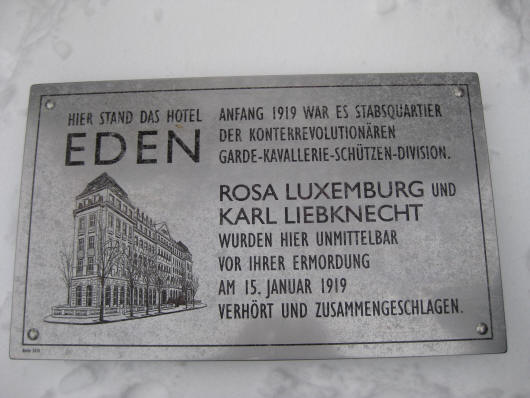 HIER STAND DAS HOTEL
EDEN
ANFANG 1919 WAR ES STABSQUARTIER
DER KONTERREVOLUTIONÄREN
GARDE-KAVALLERIE-SCHÜTZEN-DIVISION.
ROSA LUXEMBURG UND
KARL LIEBKNECHT
WURDEN HIER UNMITTELBAR
VOR IHRER ERMORDUNG
AM 15. JANUAR 1919
VERHÖRT UND ZUSAMMENGESCHLAGEN.